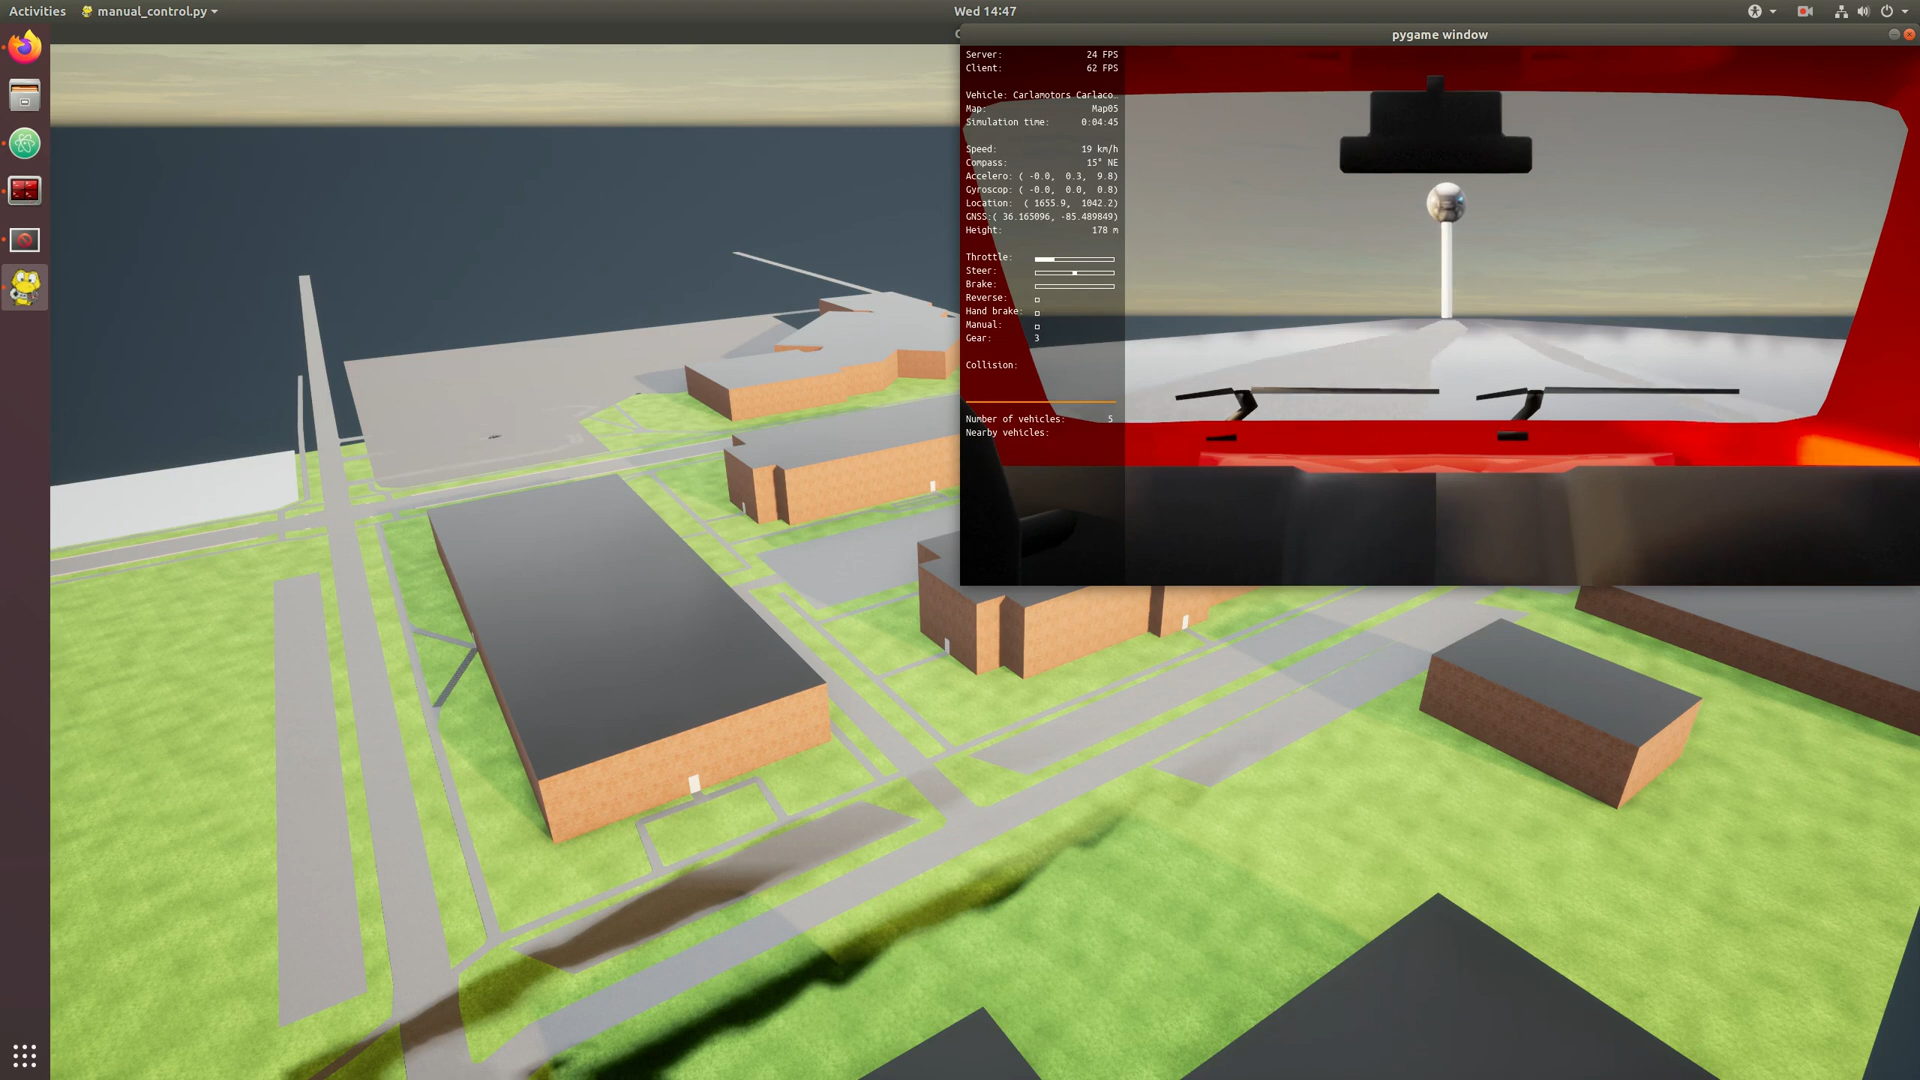 Activities manual_control.py Wed 14:47
pygame window
Server: 24 FPS
Client: 62 FPS
Vehicle: Carlamotors Carlaco…
Map: Map05
Simulation time: 0:04:45
Speed: 19 km/h
Compass: 15° NE
Accelero: ( -0.0, 0.3, 9.8)
Gyroscop: ( -0.0, 0.0, 0.8)
Location: ( 1655.9, 1042.2)
GNSS:( 36.165096, -85.489849)
Height: 178 m
Throttle:
Steer:
Brake:
Reverse:
Hand brake:
Manual:
Gear: 3
Collision:
Number of vehicles: 5
Nearby vehicles: